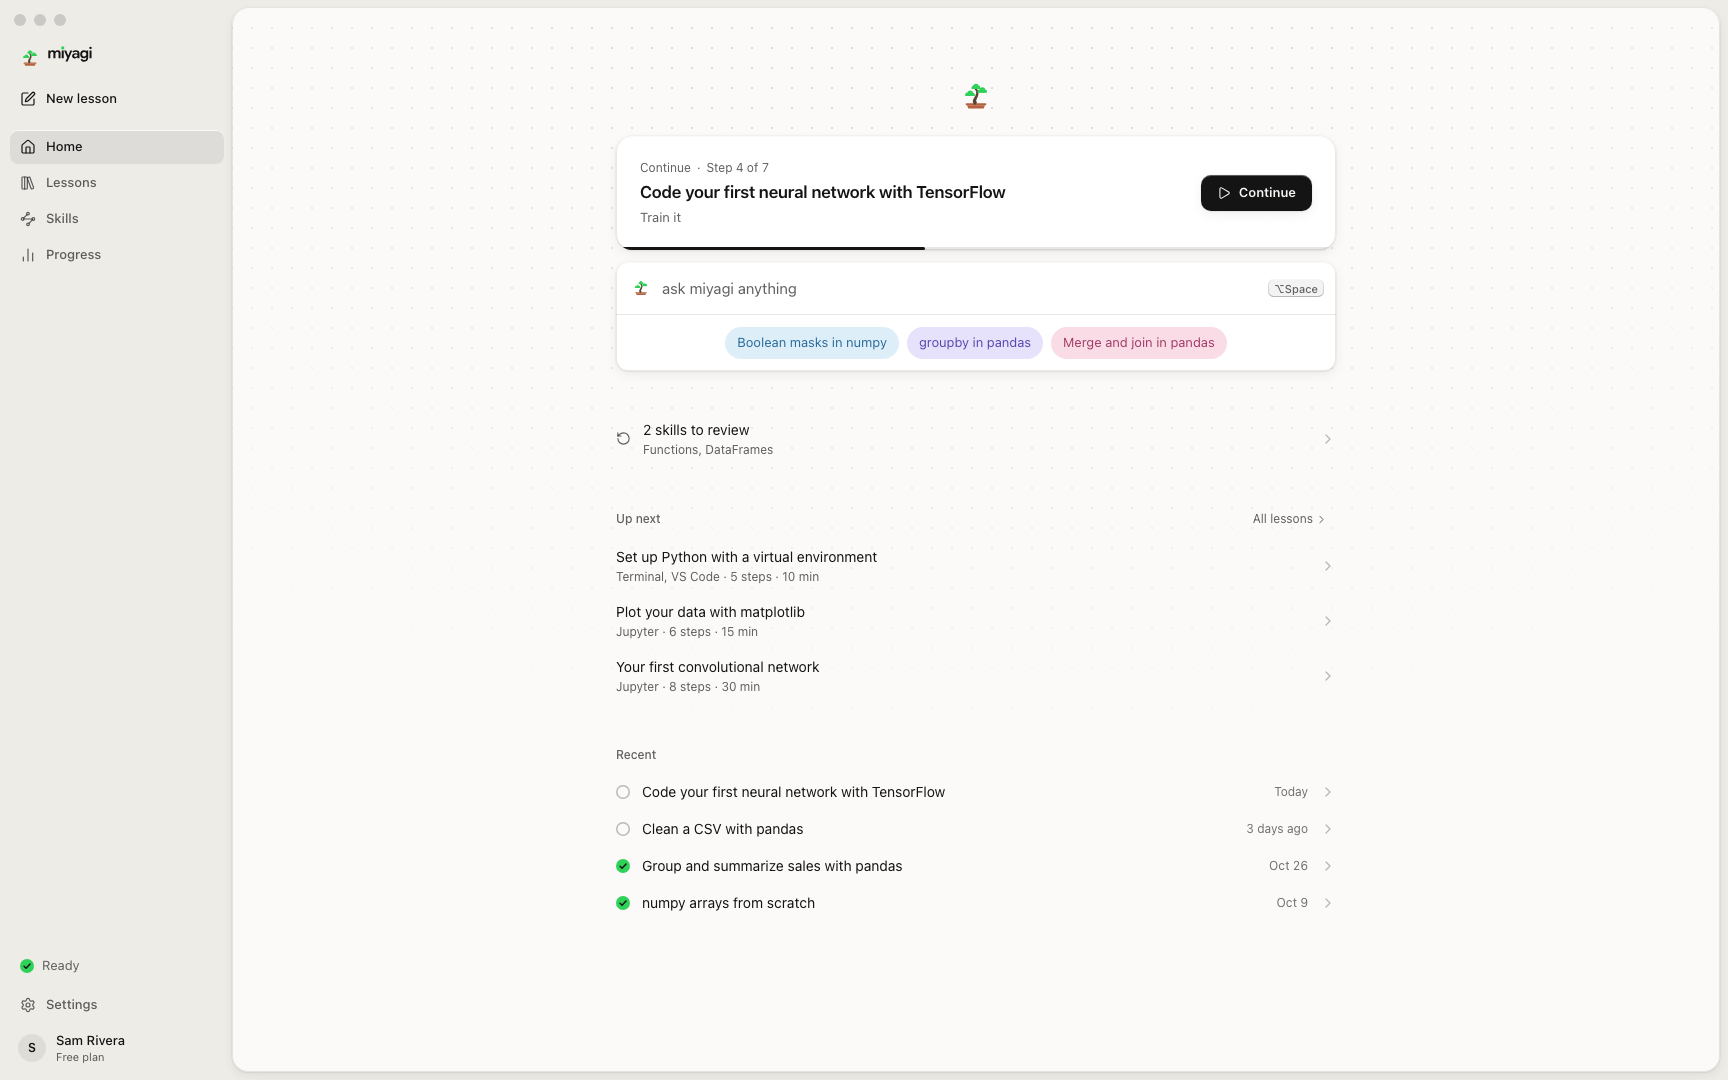 miyagi
New lesson
Home
Lessons
Skills
Progress
Ready
Settings
S
Sam Rivera
Free plan
Continue · Step 4 of 7
Code your first neural network with TensorFlow
Train it
Continue
ask miyagi anything
⌥Space
Boolean masks in numpy
groupby in pandas
Merge and join in pandas
2 skills to review
Functions, DataFrames
Up next
All lessons
Set up Python with a virtual environment
Terminal, VS Code · 5 steps · 10 min
Plot your data with matplotlib
Jupyter · 6 steps · 15 min
Your first convolutional network
Jupyter · 8 steps · 30 min
Recent
Code your first neural network with TensorFlow Today
Clean a CSV with pandas 3 days ago
Group and summarize sales with pandas Oct 26
numpy arrays from scratch Oct 9